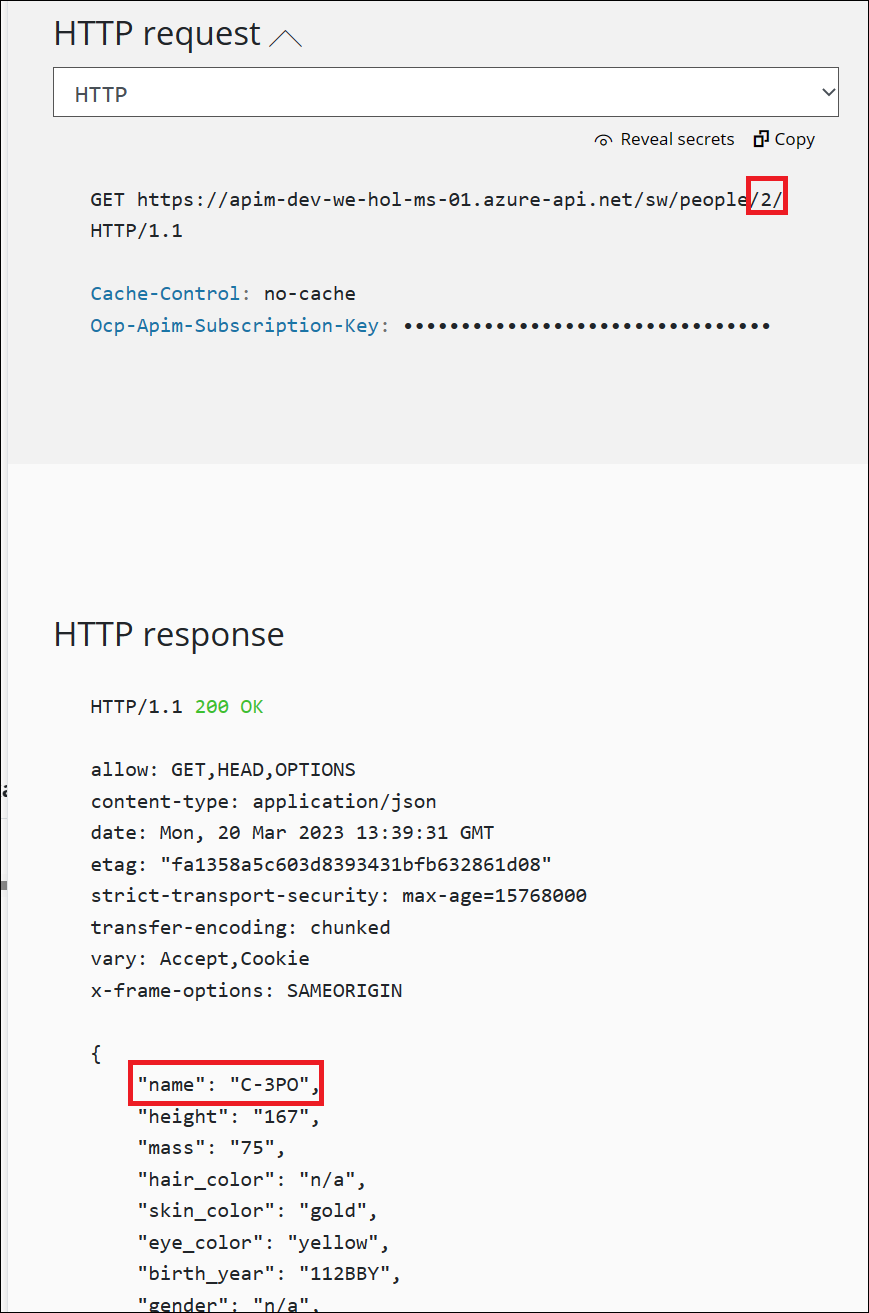 HTTP request
HTTP
Reveal secrets Copy
GET https://apim-dev-we-hol-ms-01.azure-api.net/sw/people/2/
HTTP/1.1
Cache-Control: no-cache
Ocp-Apim-Subscription-Key: ••••••••••••••••••••••••••••••••
HTTP response
HTTP/1.1 200 OK
allow: GET,HEAD,OPTIONS
content-type: application/json
date: Mon, 20 Mar 2023 13:39:31 GMT
etag: "fa1358a5c603d8393431bfb632861d08"
strict-transport-security: max-age=15768000
transfer-encoding: chunked
vary: Accept,Cookie
x-frame-options: SAMEORIGIN
{
"name": "C-3PO",
"height": "167",
"mass": "75",
"hair_color": "n/a",
"skin_color": "gold",
"eye_color": "yellow",
"birth_year": "112BBY",
"gender": "n/a",